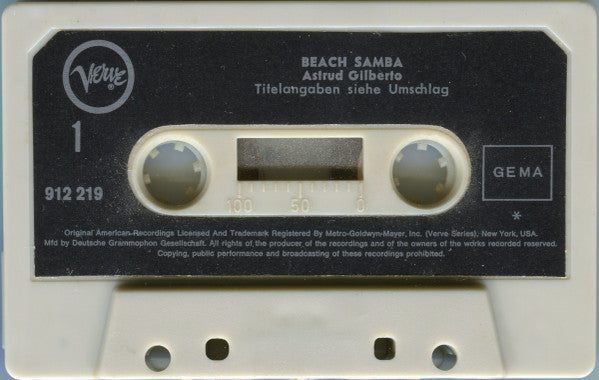 Verve
BEACH SAMBA
Astrud Gilberto
Titelangaben siehe Umschlag
1
912 219
100 50 0
GEMA
*
Original American Recordings Licensed And Trademark Registered By Metro-Goldwyn-Mayer, Inc. (Verve Series), New York, USA.
Mfd by Deutsche Grammophon Gesellschaft. All rights of the producer of the recordings and of the owners of the works recorded reserved.
Copying, public performance and broadcasting of these recordings prohibited.